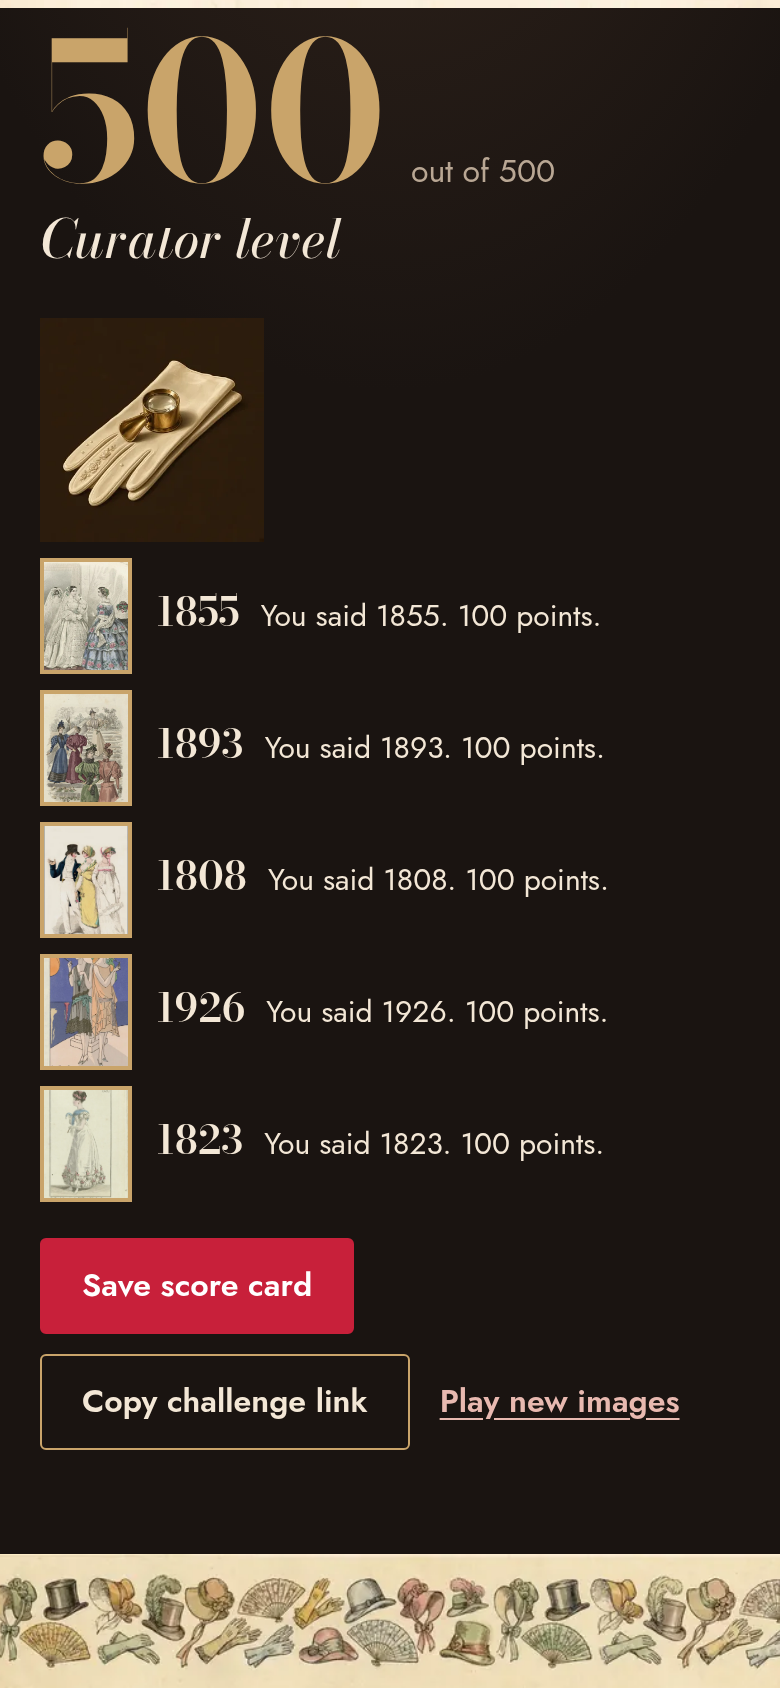 500 out of 500
Curator level
1855 You said 1855. 100 points.
1893 You said 1893. 100 points.
1808 You said 1808. 100 points.
1926 You said 1926. 100 points.
1823 You said 1823. 100 points.
Save score card
Copy challenge link Play new images